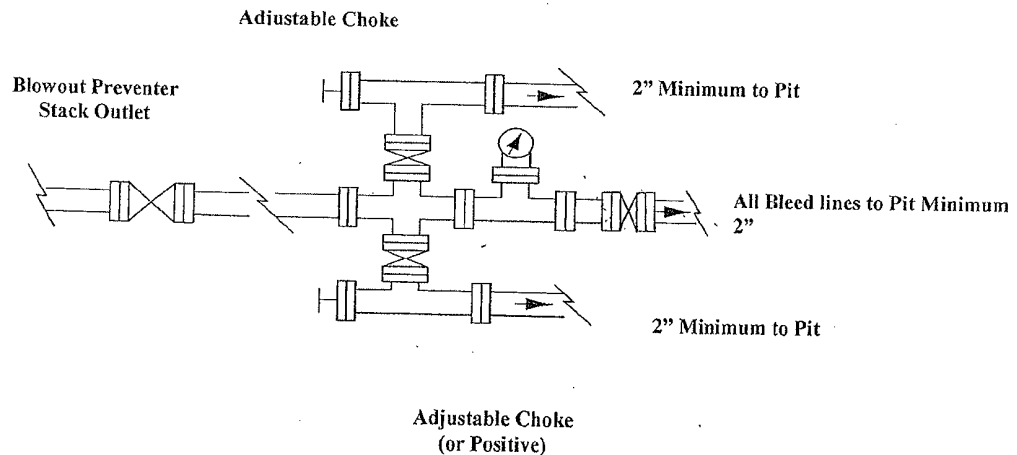 Adjustable Choke
Blowout Preventer
Stack Outlet
2” Minimum to Pit
All Bleed lines to Pit Minimum
2”
2” Minimum to Pit
Adjustable Choke
(or Positive)